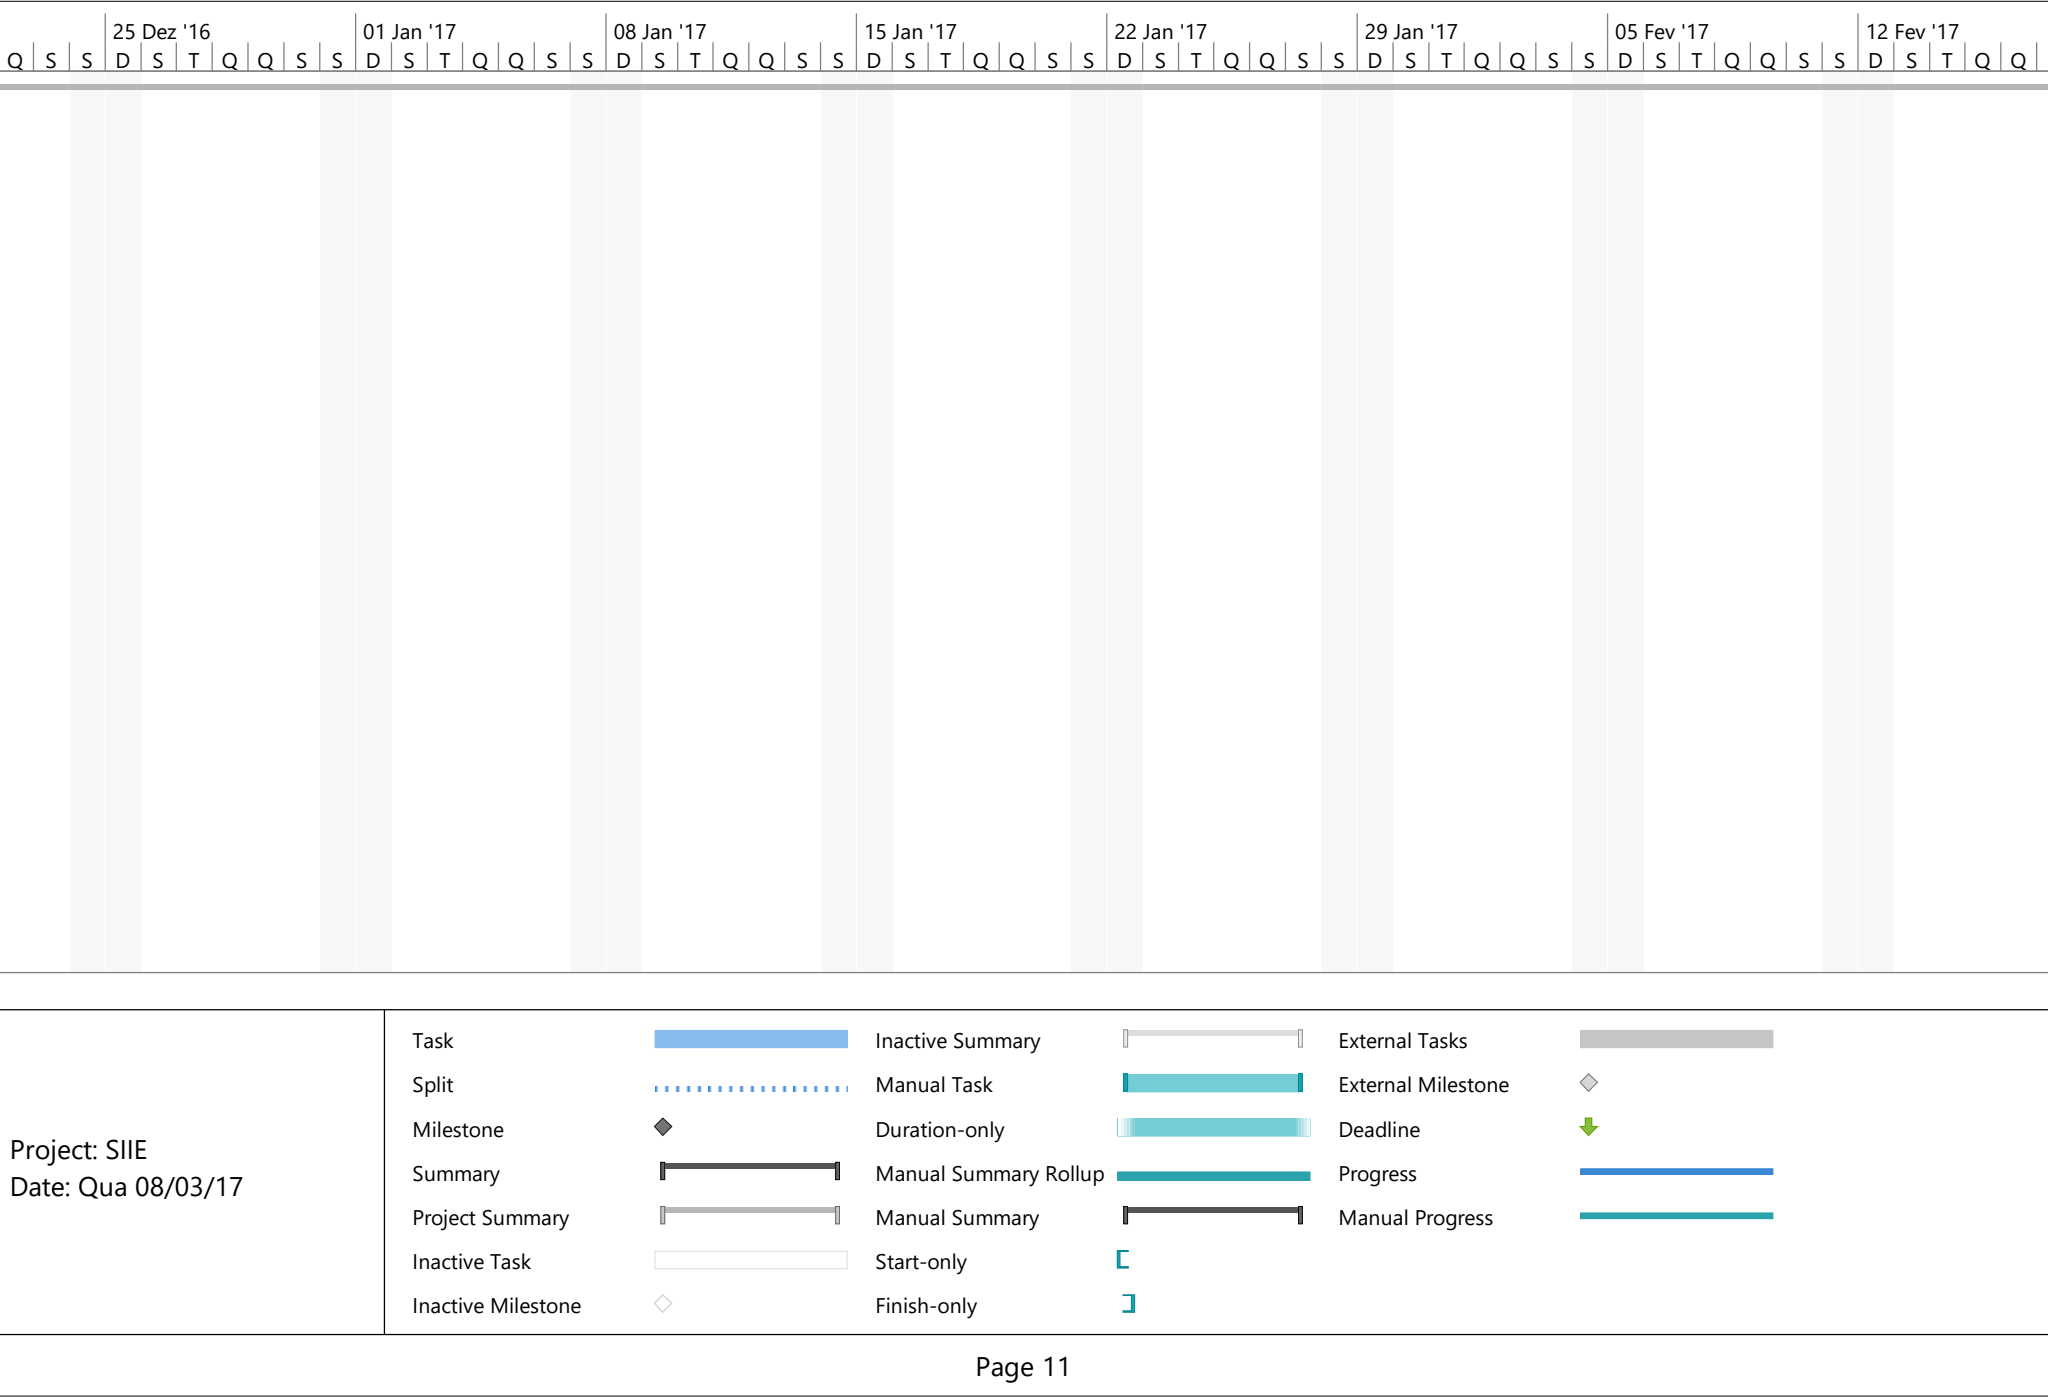 25 Dez '16 01 Jan '17 08 Jan '17 15 Jan '17 22 Jan '17 29 Jan '17 05 Fev '17 12 Fev '17
Q S S D S T Q Q S S D S T Q Q S S D S T Q Q S S D S T Q Q S S D S T Q Q S S D S T Q Q S S D S T Q Q S S D S T Q Q
Project: SIIE
Date: Qua 08/03/17
Task
Split
Milestone
Summary
Project Summary
Inactive Task
Inactive Milestone
Inactive Summary
Manual Task
Duration-only
Manual Summary Rollup
Manual Summary
Start-only
Finish-only
External Tasks
External Milestone
Deadline
Progress
Manual Progress
Page 11